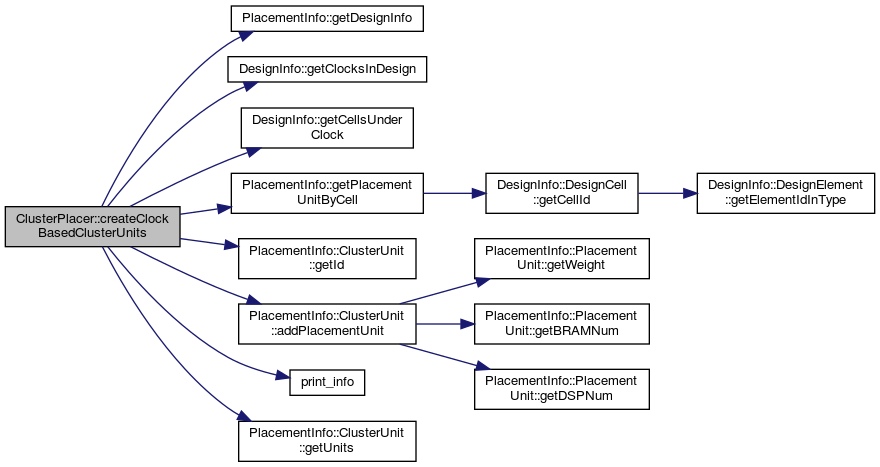 PlacementInfo::getDesignInfo
DesignInfo::getClocksInDesign
DesignInfo::getCellsUnder
Clock
ClusterPlacer::createClock
BasedClusterUnits
PlacementInfo::getPlacement
UnitByCell
DesignInfo::DesignCell
::getCellId
DesignInfo::DesignElement
::getElementIdInType
PlacementInfo::ClusterUnit
::getId
PlacementInfo::ClusterUnit
::addPlacementUnit
PlacementInfo::Placement
Unit::getWeight
PlacementInfo::Placement
Unit::getBRAMNum
PlacementInfo::Placement
Unit::getDSPNum
print_info
PlacementInfo::ClusterUnit
::getUnits